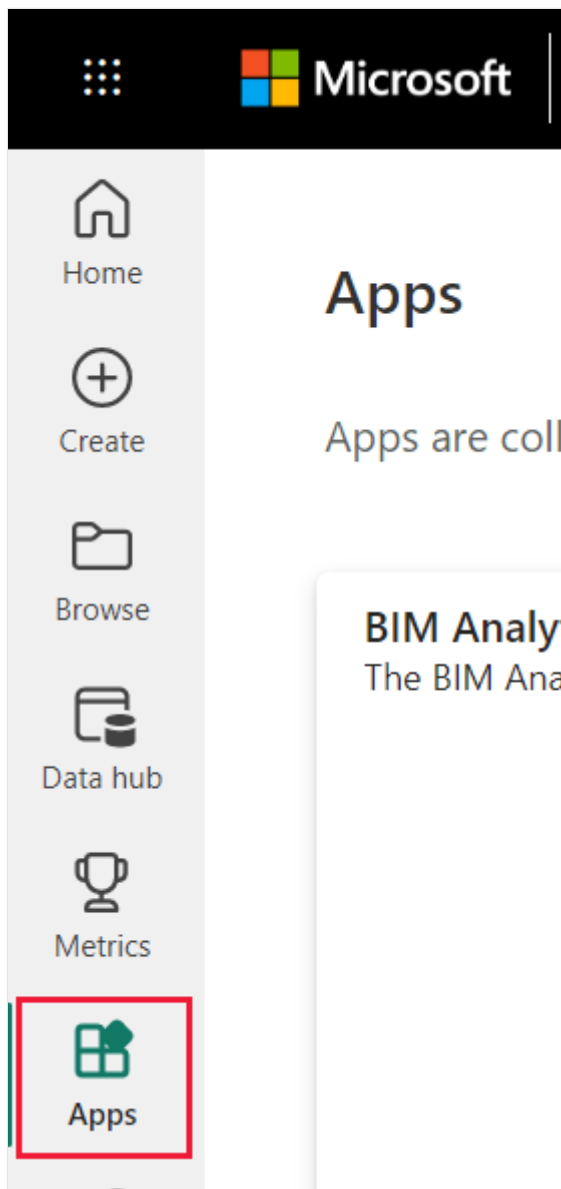 Microsoft
Home
Create
Browse
Data hub
Metrics
Apps
Apps
Apps are coll
BIM Analy
The BIM Ana